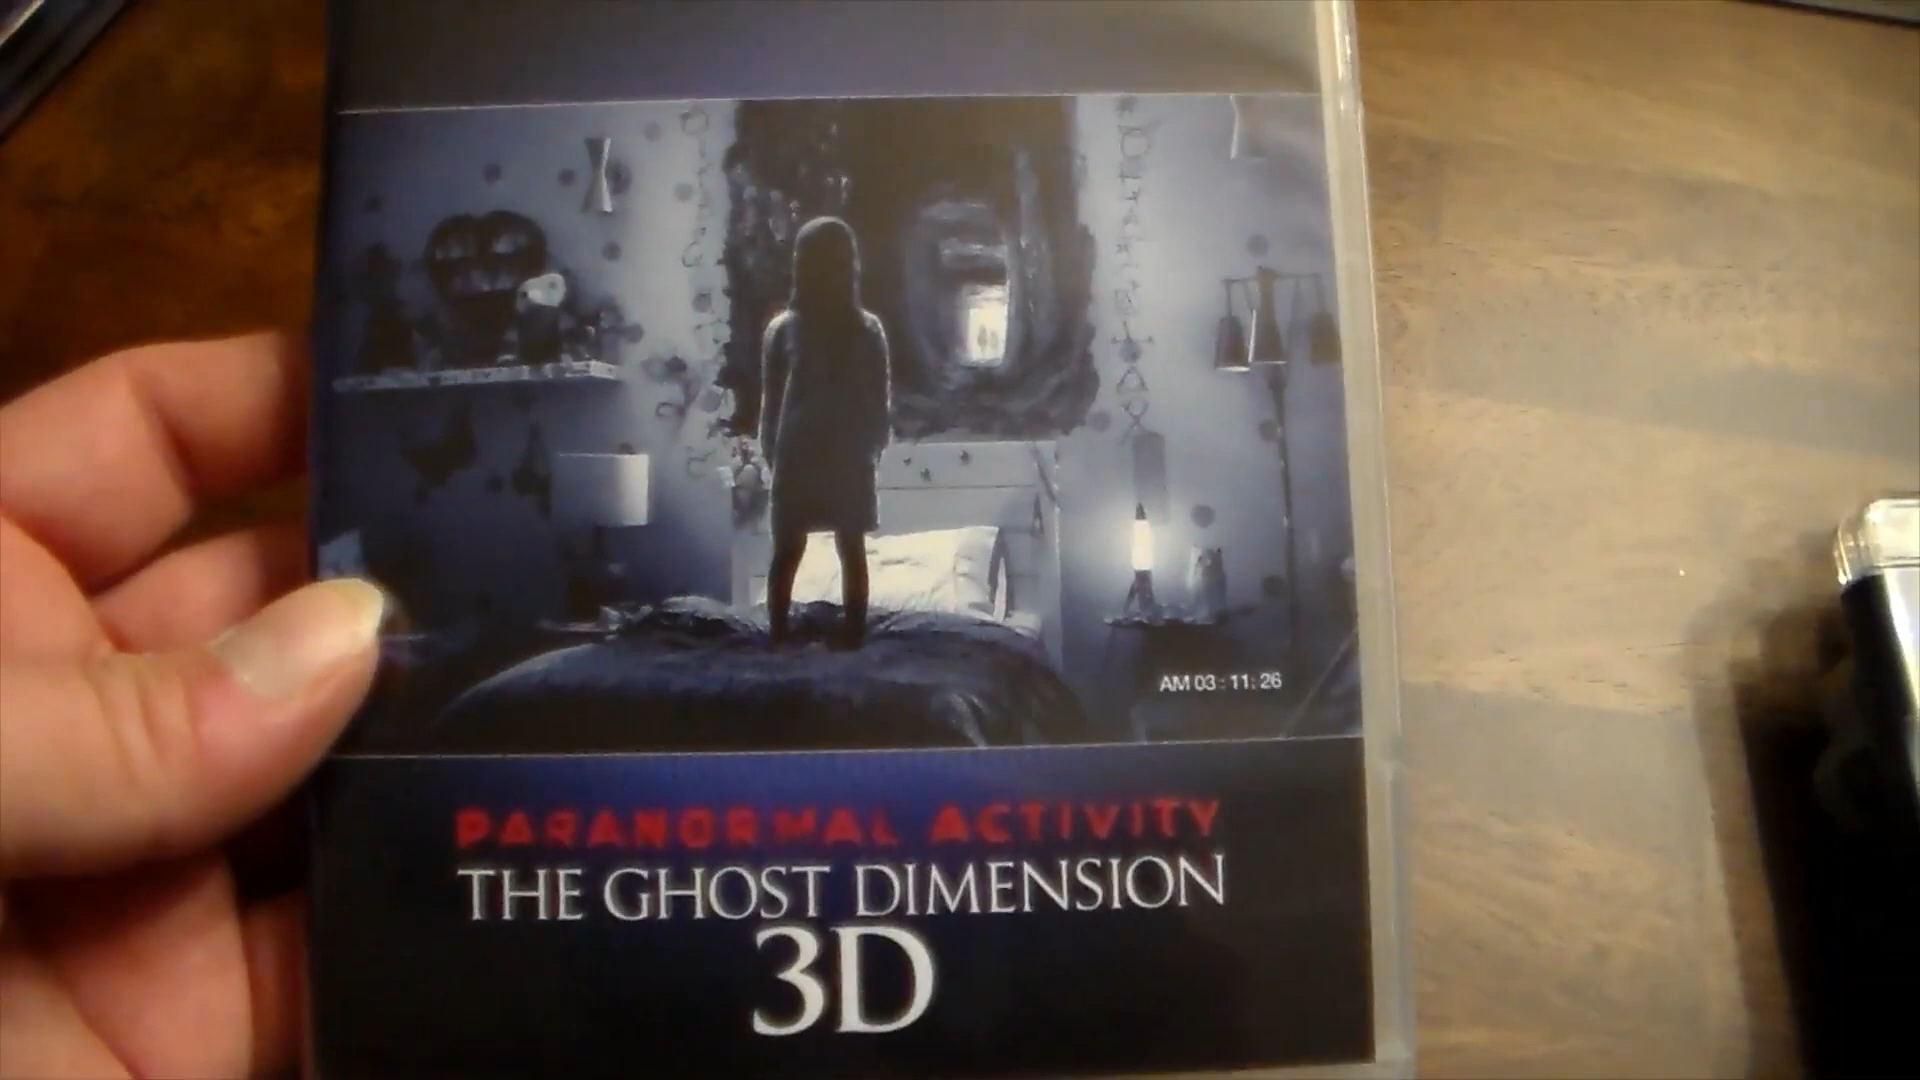 AM 03:11:26
PARANORMAL ACTIVITY
THE GHOST DIMENSION
3D